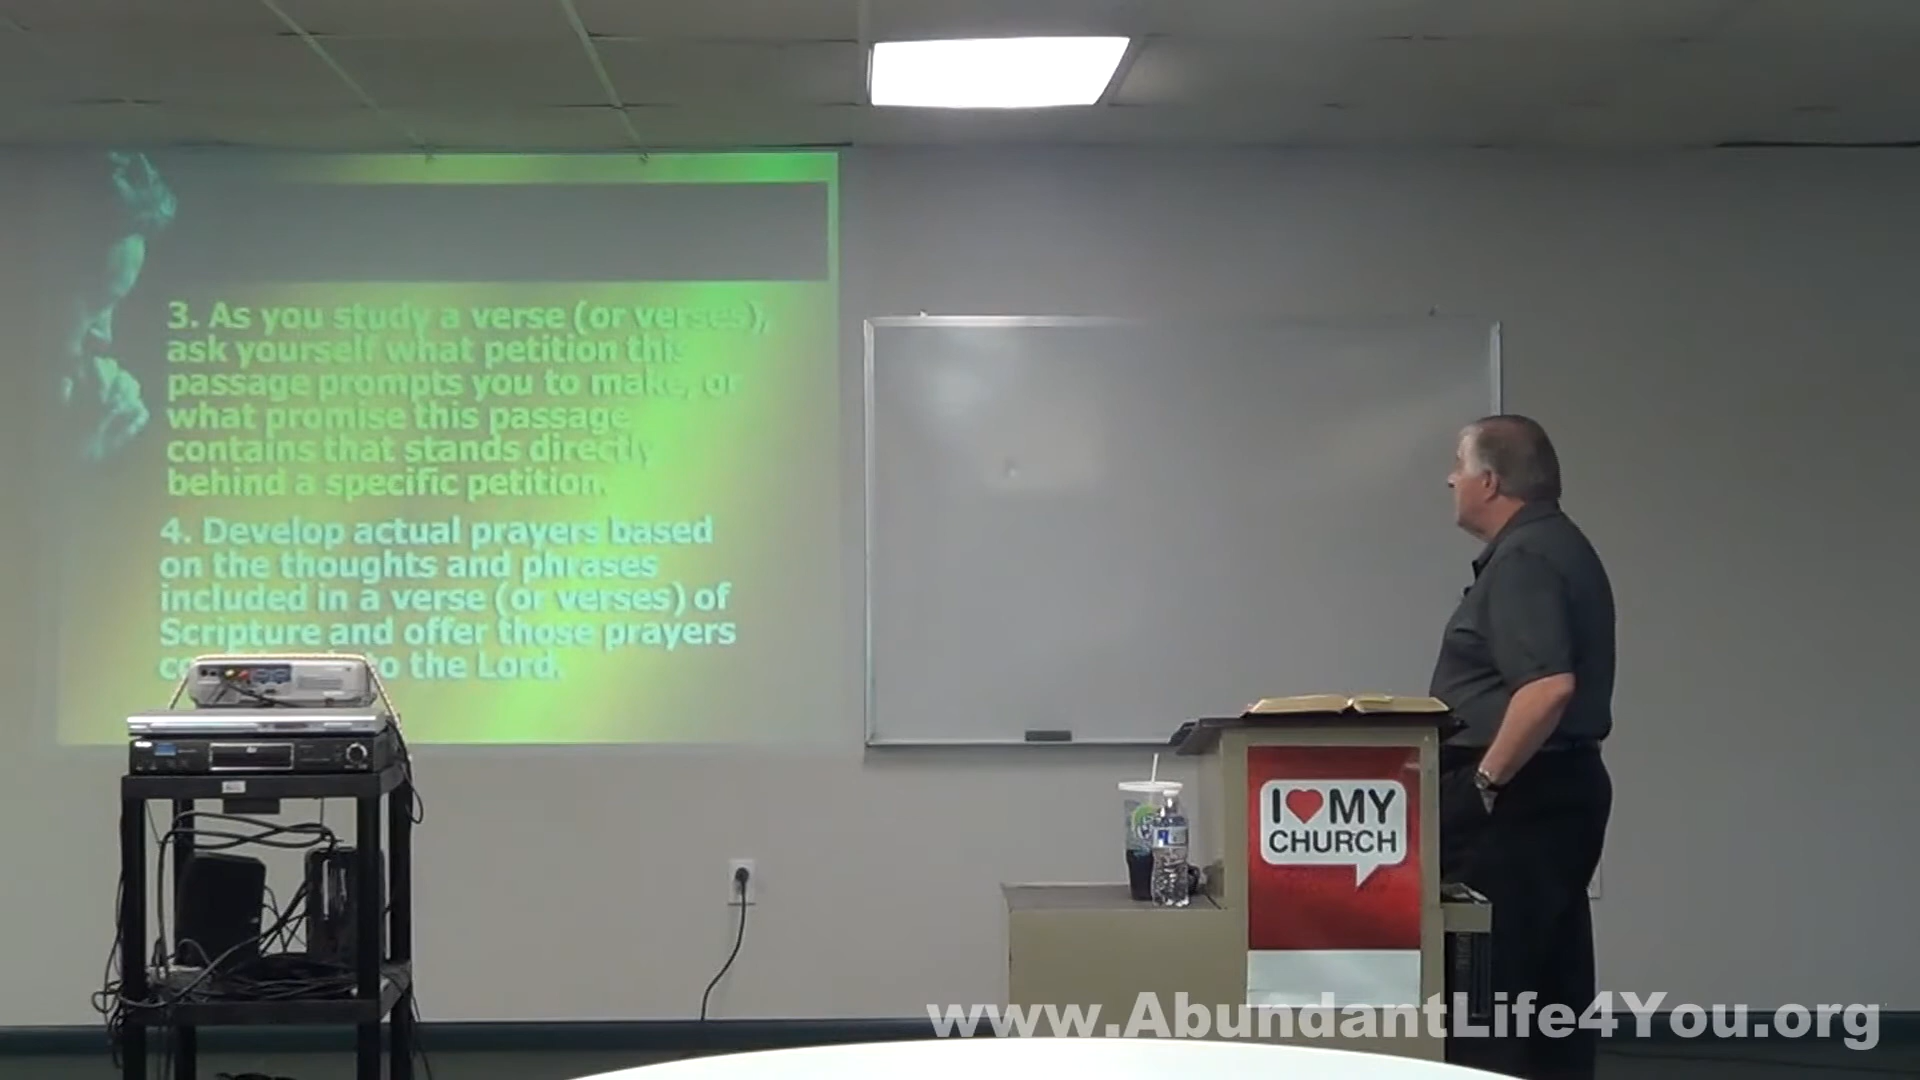 3. As you study a verse (or verses),
ask yourself what petition this
passage prompts you to make, or
what promise this passage
contains that stands directly
behind a specific petition.
4. Develop actual prayers based
on the thoughts and phrases
included in a verse (or verses) of
Scripture and offer those prayers
to the Lord.
I ♥ MY
CHURCH
www.AbundantLife4You.org